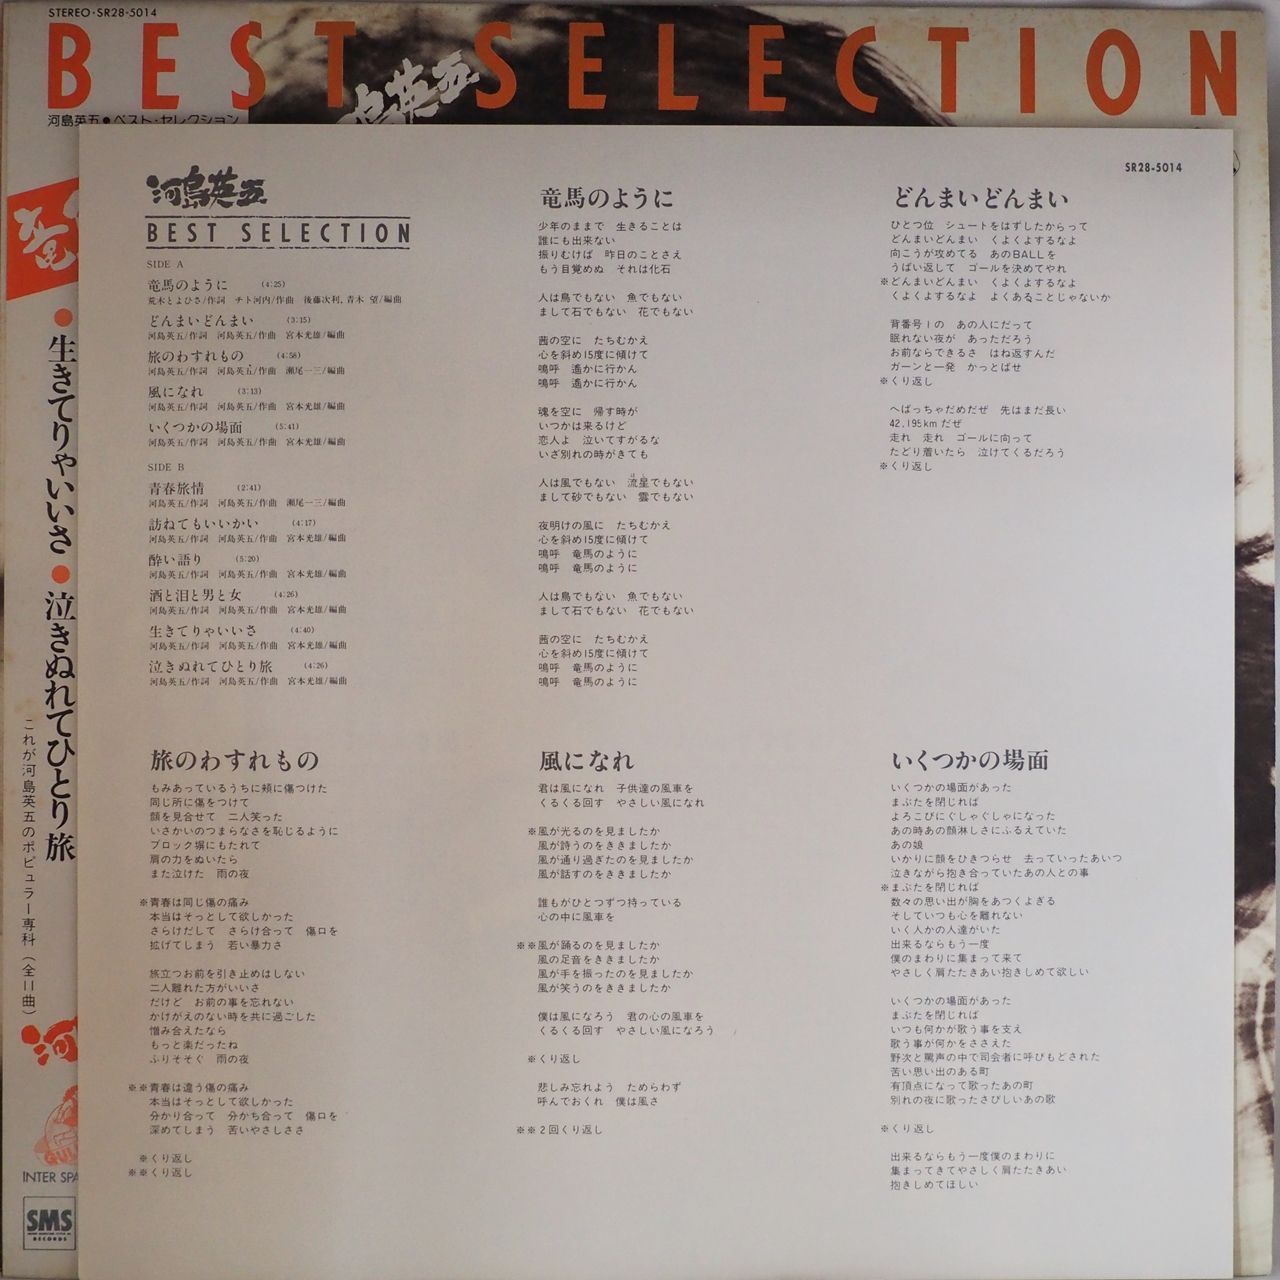 STEREO・SR28-5014
BEST SELECTION
河島英五●ベスト・セレクション
●生きてりゃいいさ●泣きぬれてひとり旅
これが河島英五のポピュラー専科(全11曲)
INTER SPA
SMS
RECORDS
SR28-5014
河島英五
BEST SELECTION
SIDE A
竜馬のように (4:25)
荒木とよひさ/作詞 チト河内/作曲 後藤次利,青木 望/編曲
どんまいどんまい (3:15)
河島英五/作詞 河島英五/作曲 宮本光雄/編曲
旅のわすれもの (4:58)
河島英五/作詞 河島英五/作曲 瀬尾一三/編曲
風になれ (3:13)
河島英五/作詞 河島英五/作曲 宮本光雄/編曲
いくつかの場面 (5:41)
河島英五/作詞 河島英五/作曲 宮本光雄/編曲
SIDE B
青春旅情 (2:41)
河島英五/作詞 河島英五/作曲 瀬尾一三/編曲
訪ねてもいいかい (4:17)
河島英五/作詞 河島英五/作曲 宮本光雄/編曲
酔い語り (5:20)
河島英五/作詞 河島英五/作曲 宮本光雄/編曲
酒と泪と男と女 (4:26)
河島英五/作詞 河島英五/作曲 宮本光雄/編曲
生きてりゃいいさ (4:40)
河島英五/作詞 河島英五/作曲 宮本光雄/編曲
泣きぬれてひとり旅 (4:26)
河島英五/作詞 河島英五/作曲 宮本光雄/編曲
竜馬のように
少年のままで 生きることは
誰にも出来ない
振りむけば 昨日のことさえ
もう目覚めぬ それは化石
人は鳥でもない 魚でもない
まして石でもない 花でもない
茜の空に たちむかえ
心を斜め15度に傾けて
嗚呼 遙かに行かん
嗚呼 遙かに行かん
魂を空に 帰す時が
いつかは来るけど
恋人よ 泣いてすがるな
いざ別れの時がきても
人は風でもない 流星でもない
まして砂でもない 雲でもない
夜明けの風に たちむかえ
心を斜め15度に傾けて
嗚呼 竜馬のように
嗚呼 竜馬のように
人は鳥でもない 魚でもない
まして石でもない 花でもない
茜の空に たちむかえ
心を斜め15度に傾けて
嗚呼 竜馬のように
嗚呼 竜馬のように
どんまいどんまい
ひとつ位 シュートをはずしたからって
どんまいどんまい くよくよするなよ
向こうが攻めてる あのBALLを
うばい返して ゴールを決めてやれ
※どんまいどんまい くよくよするなよ
くよくよするなよ よくあることじゃないか
背番号1の あの人にだって
眠れない夜が あっただろう
お前ならできるさ はね返すんだ
ガーンと一発 かっとばせ
※くり返し
へばっちゃだめだぜ 先はまだ長い
42.195kmだぜ
走れ 走れ ゴールに向って
たどり着いたら 泣けてくるだろう
※くり返し
旅のわすれもの
もみあっているうちに頬に傷つけた
同じ所に傷をつけて
顔を見合せて 二人笑った
いさかいのつまらなさを恥じるように
ブロック塀にもたれて
肩の力をぬいたら
また泣けた 雨の夜
※青春は同じ傷の痛み
本当はそっとして欲しかった
さらけだして さらけ合って 傷口を
拡げてしまう 若い暴力さ
旅立つお前を引き止めはしない
二人離れた方がいいさ
だけど お前の事を忘れない
かけがえのない時を共に過ごした
憎み合えたなら
もっと楽だったね
ふりそそぐ 雨の夜
※※青春は違う傷の痛み
本当はそっとして欲しかった
分かり合って 分かち合って 傷口を
深めてしまう 苦いやさしささ
※くり返し
※※くり返し
風になれ
君は風になれ 子供達の風車を
くるくる回す やさしい風になれ
※風が光るのを見ましたか
風が詩うのをききましたか
風が通り過ぎたのを見ましたか
風が話すのをききましたか
誰もがひとつずつ持っている
心の中に風車を
※※風が踊るのを見ましたか
風の足音をききましたか
風が手を振ったのを見ましたか
風が笑うのをききましたか
僕は風になろう 君の心の風車を
くるくる回す やさしい風になろう
※くり返し
悲しみ忘れよう ためらわず
呼んでおくれ 僕は風さ
※※2回くり返し
いくつかの場面
いくつかの場面があった
まぶたを閉じれば
よろこびにぐしゃぐしゃになった
あの時あの顔淋しさにふるえていた
あの娘
いかりに顔をひきつらせ 去っていったあいつ
泣きながら抱き合っていたあの人との事
※まぶたを閉じれば
数々の思い出が胸をあつくよぎる
そしていつも心を離れない
いく人かの人達がいた
出来るならもう一度
僕のまわりに集まって来て
やさしく肩たたきあい抱きしめて欲しい
いくつかの場面があった
まぶたを閉じれば
いつも何かが歌う事を支え
歌う事が何かをささえた
野次と罵声の中で司会者に呼びもどされた
苦い思い出のある町
有頂点になって歌ったあの町
別れの夜に歌ったさびしいあの歌
※くり返し
出来るならもう一度僕のまわりに
集まってきてやさしく肩たたきあい
抱きしめてほしい